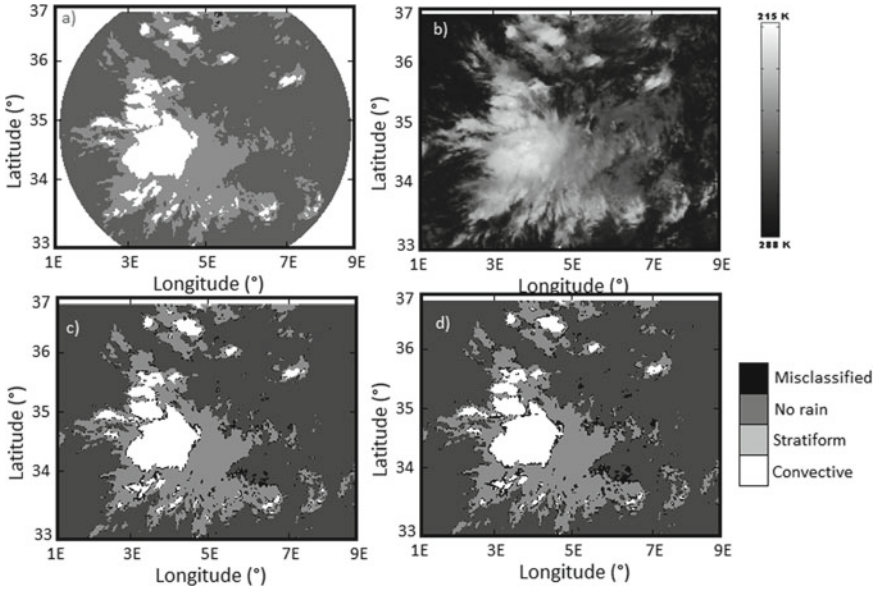 a)
37
36
35
34
33
Latitude (°)
1E 3E 5E 7E 9E
Longitude (°)
b)
37
36
35
34
33
Latitude (°)
1E 3E 5E 7E 9E
Longitude (°)
215 K
288 K
c)
37
36
35
34
33
Latitude (°)
1E 3E 5E 7E 9E
Longitude (°)
d)
37
36
35
34
33
Latitude (°)
1E 3E 5E 7E 9E
Longitude (°)
Misclassified
No rain
Stratiform
Convective